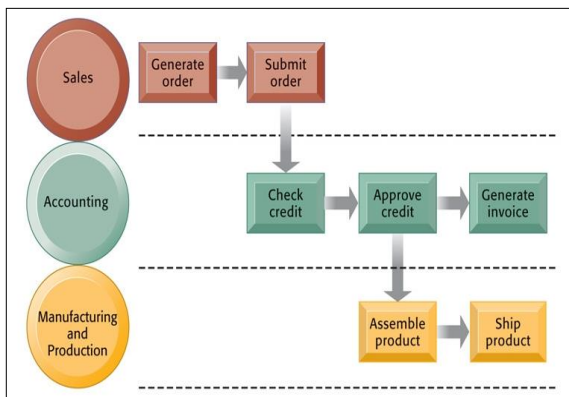 Sales
Generate
order
Submit
order
Accounting
Check
credit
Approve
credit
Generate
invoice
Manufacturing
and
Production
Assemble
product
Ship
product